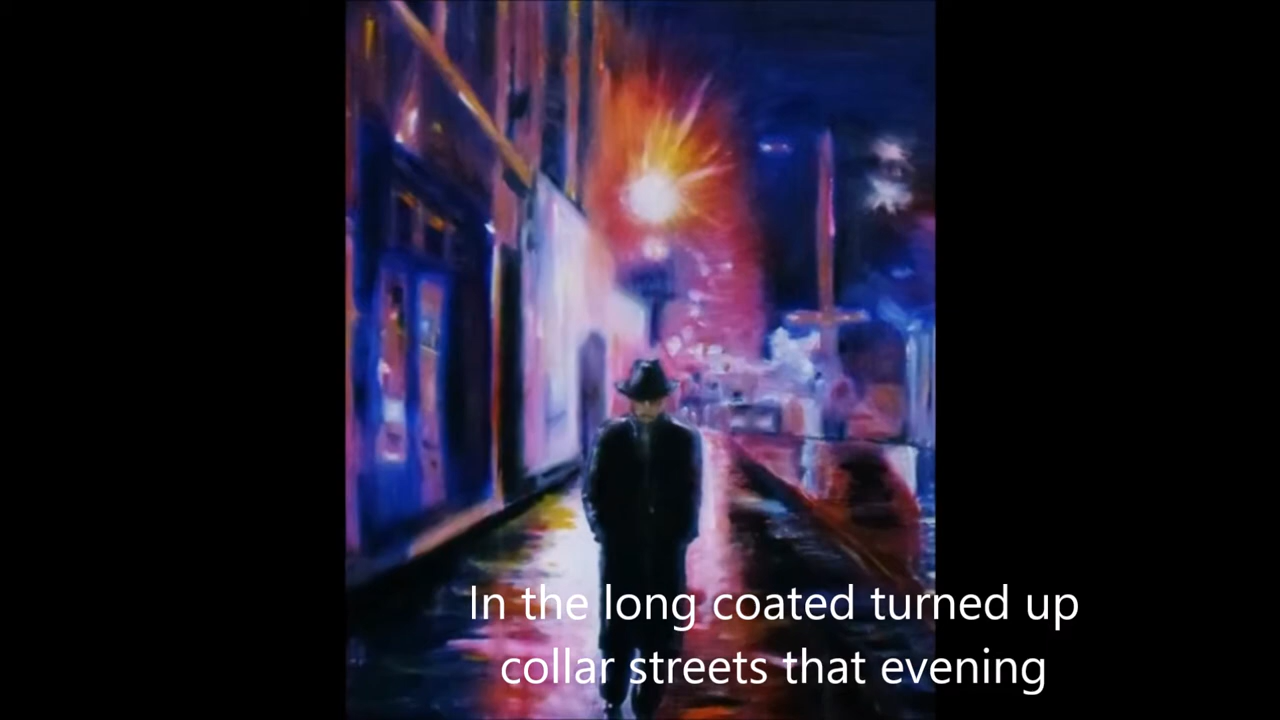 In the long coated turned up
collar streets that evening